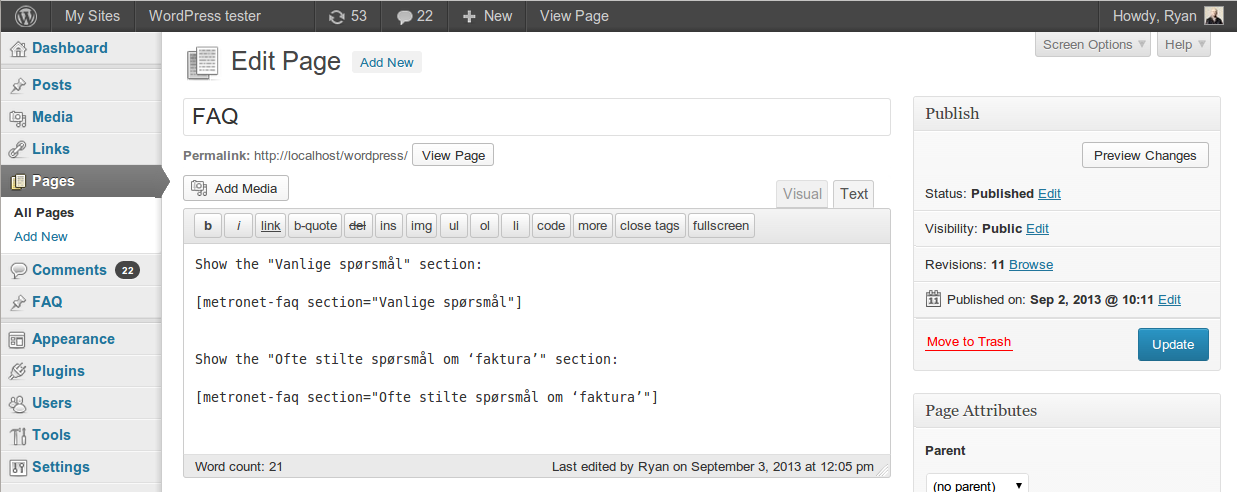 My Sites WordPress tester 53 22 New View Page Howdy, Ryan
Screen Options Help
Dashboard
Posts
Media
Links
Pages
All Pages
Add New
Comments 22
FAQ
Appearance
Plugins
Users
Tools
Settings
Edit Page Add New
FAQ
Permalink: http://localhost/wordpress/ View Page
Add Media
Visual Text
b i link b-quote del ins img ul ol li code more close tags fullscreen
Show the "Vanlige spørsmål" section:
[metronet-faq section="Vanlige spørsmål"]
Show the "Ofte stilte spørsmål om ‘faktura’" section:
[metronet-faq section="Ofte stilte spørsmål om ‘faktura’"]
Word count: 21 Last edited by Ryan on September 3, 2013 at 12:05 pm
Publish
Preview Changes
Status: Published Edit
Visibility: Public Edit
Revisions: 11 Browse
11 Published on: Sep 2, 2013 @ 10:11 Edit
Move to Trash Update
Page Attributes
Parent
(no parent)